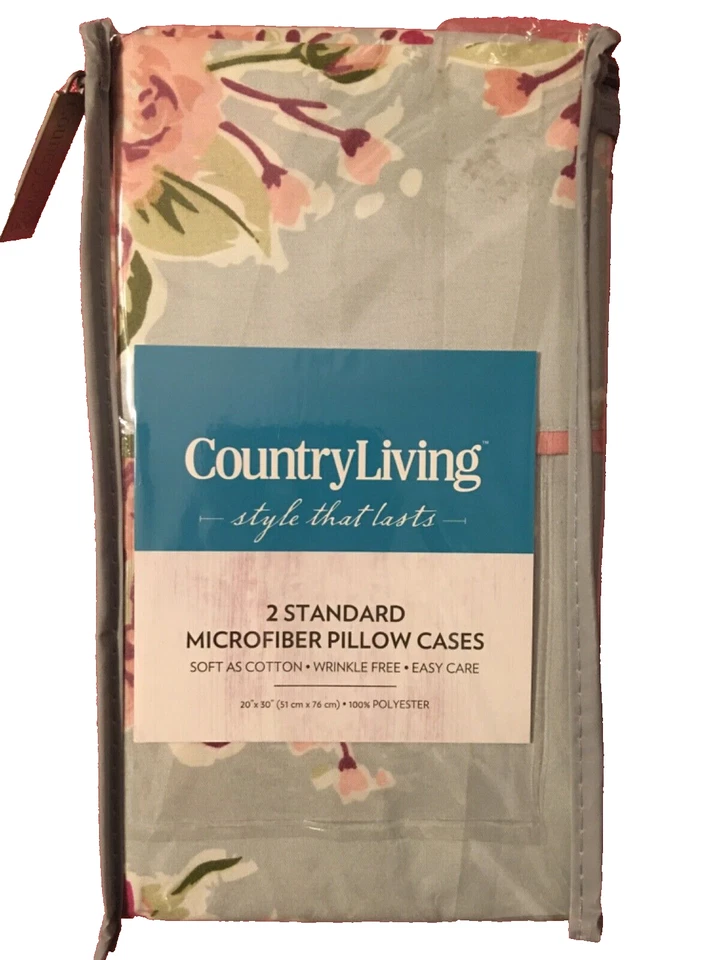 CountryLiving™
style that lasts
2 STANDARD
MICROFIBER PILLOW CASES
SOFT AS COTTON • WRINKLE FREE • EASY CARE
20"x 30" (51 cm x 76 cm) • 100% POLYESTER